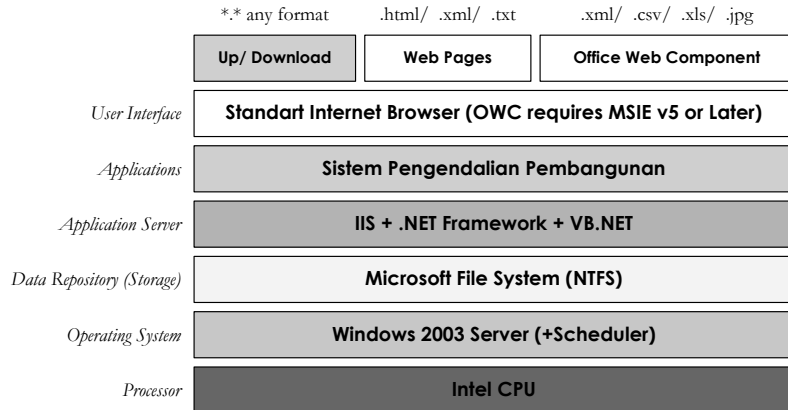 *.* any format .html/ .xml/ .txt .xml/ .csv/ .xls/ .jpg
Up/ Download Web Pages Office Web Component
User Interface Standart Internet Browser (OWC requires MSIE v5 or Later)
Applications Sistem Pengendalian Pembangunan
Application Server IIS + .NET Framework + VB.NET
Data Repository (Storage) Microsoft File System (NTFS)
Operating System Windows 2003 Server (+Scheduler)
Processor Intel CPU